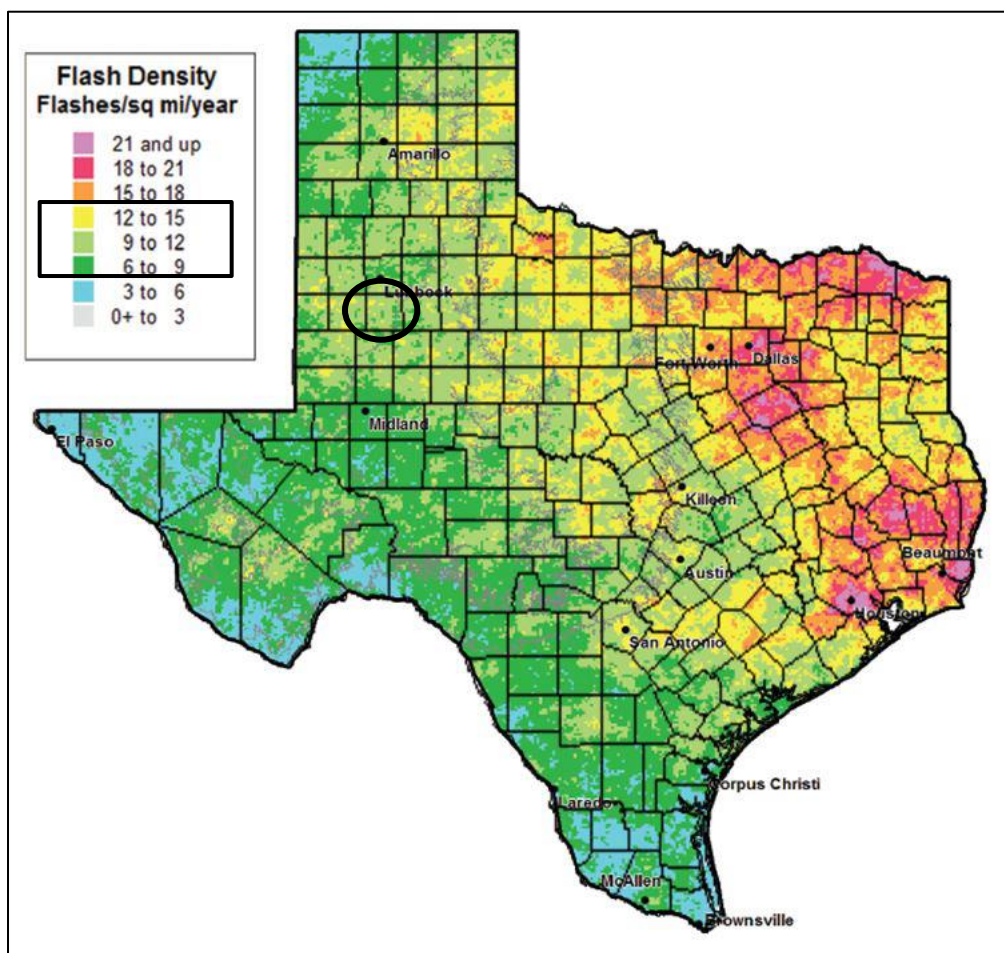 Flash Density
Flashes/sq mi/year
21 and up
18 to 21
15 to 18
12 to 15
9 to 12
6 to 9
3 to 6
0+ to 3
Amarillo
Lubbock
Fort Worth
Dallas
Midland
El Paso
Killeen
Beaumont
Austin
Houston
San Antonio
Corpus Christi
Laredo
McAllen
Brownsville